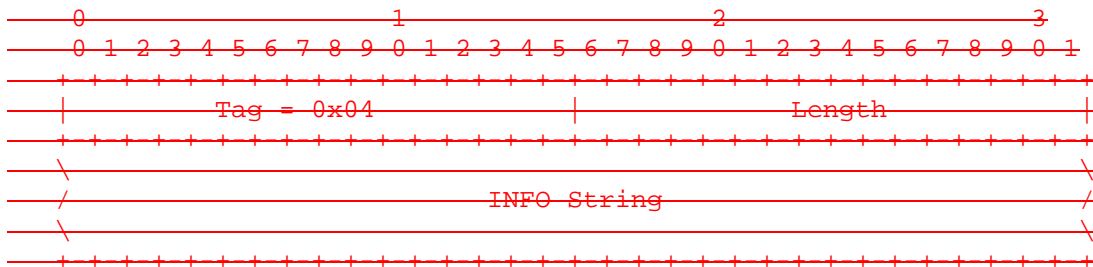 0                   1                   2                   3
 0 1 2 3 4 5 6 7 8 9 0 1 2 3 4 5 6 7 8 9 0 1 2 3 4 5 6 7 8 9 0 1
+-+-+-+-+-+-+-+-+-+-+-+-+-+-+-+-+-+-+-+-+-+-+-+-+-+-+-+-+-+-+-+-+
|         Tag = 0x04            |             Length            |
+-+-+-+-+-+-+-+-+-+-+-+-+-+-+-+-+-+-+-+-+-+-+-+-+-+-+-+-+-+-+-+-+
\                                                               \
/                          INFO String                          /
\                                                               \
+-+-+-+-+-+-+-+-+-+-+-+-+-+-+-+-+-+-+-+-+-+-+-+-+-+-+-+-+-+-+-+-+